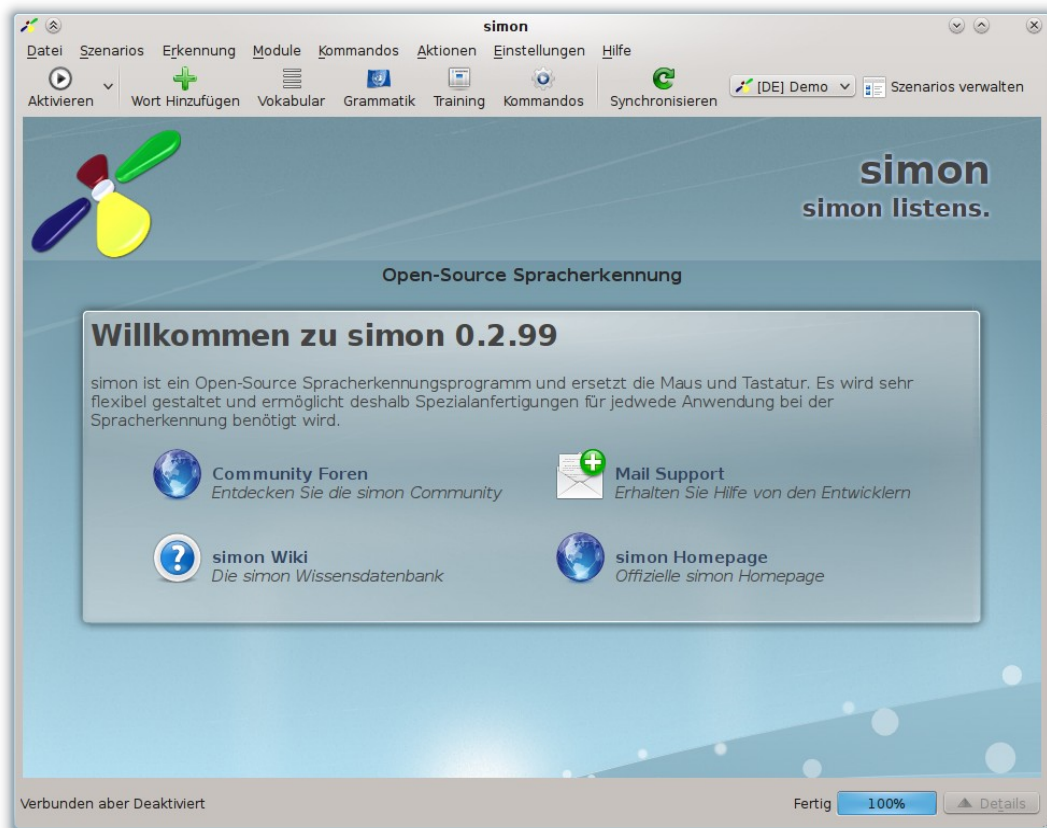 simon
Datei Szenarios Erkennung Module Kommandos Aktionen Einstellungen Hilfe
Aktivieren Wort Hinzufügen Vokabular Grammatik Training Kommandos Synchronisieren [DE] Demo Szenarios verwalten
simon
simon listens.
Open-Source Spracherkennung
Willkommen zu simon 0.2.99
simon ist ein Open-Source Spracherkennungsprogramm und ersetzt die Maus und Tastatur. Es wird sehr
flexibel gestaltet und ermöglicht deshalb Spezialanfertigungen für jedwede Anwendung bei der
Spracherkennung benötigt wird.
Community Foren
Entdecken Sie die simon Community
Mail Support
Erhalten Sie Hilfe von den Entwicklern
simon Wiki
Die simon Wissensdatenbank
simon Homepage
Offizielle simon Homepage
Verbunden aber Deaktiviert Fertig 100% Details